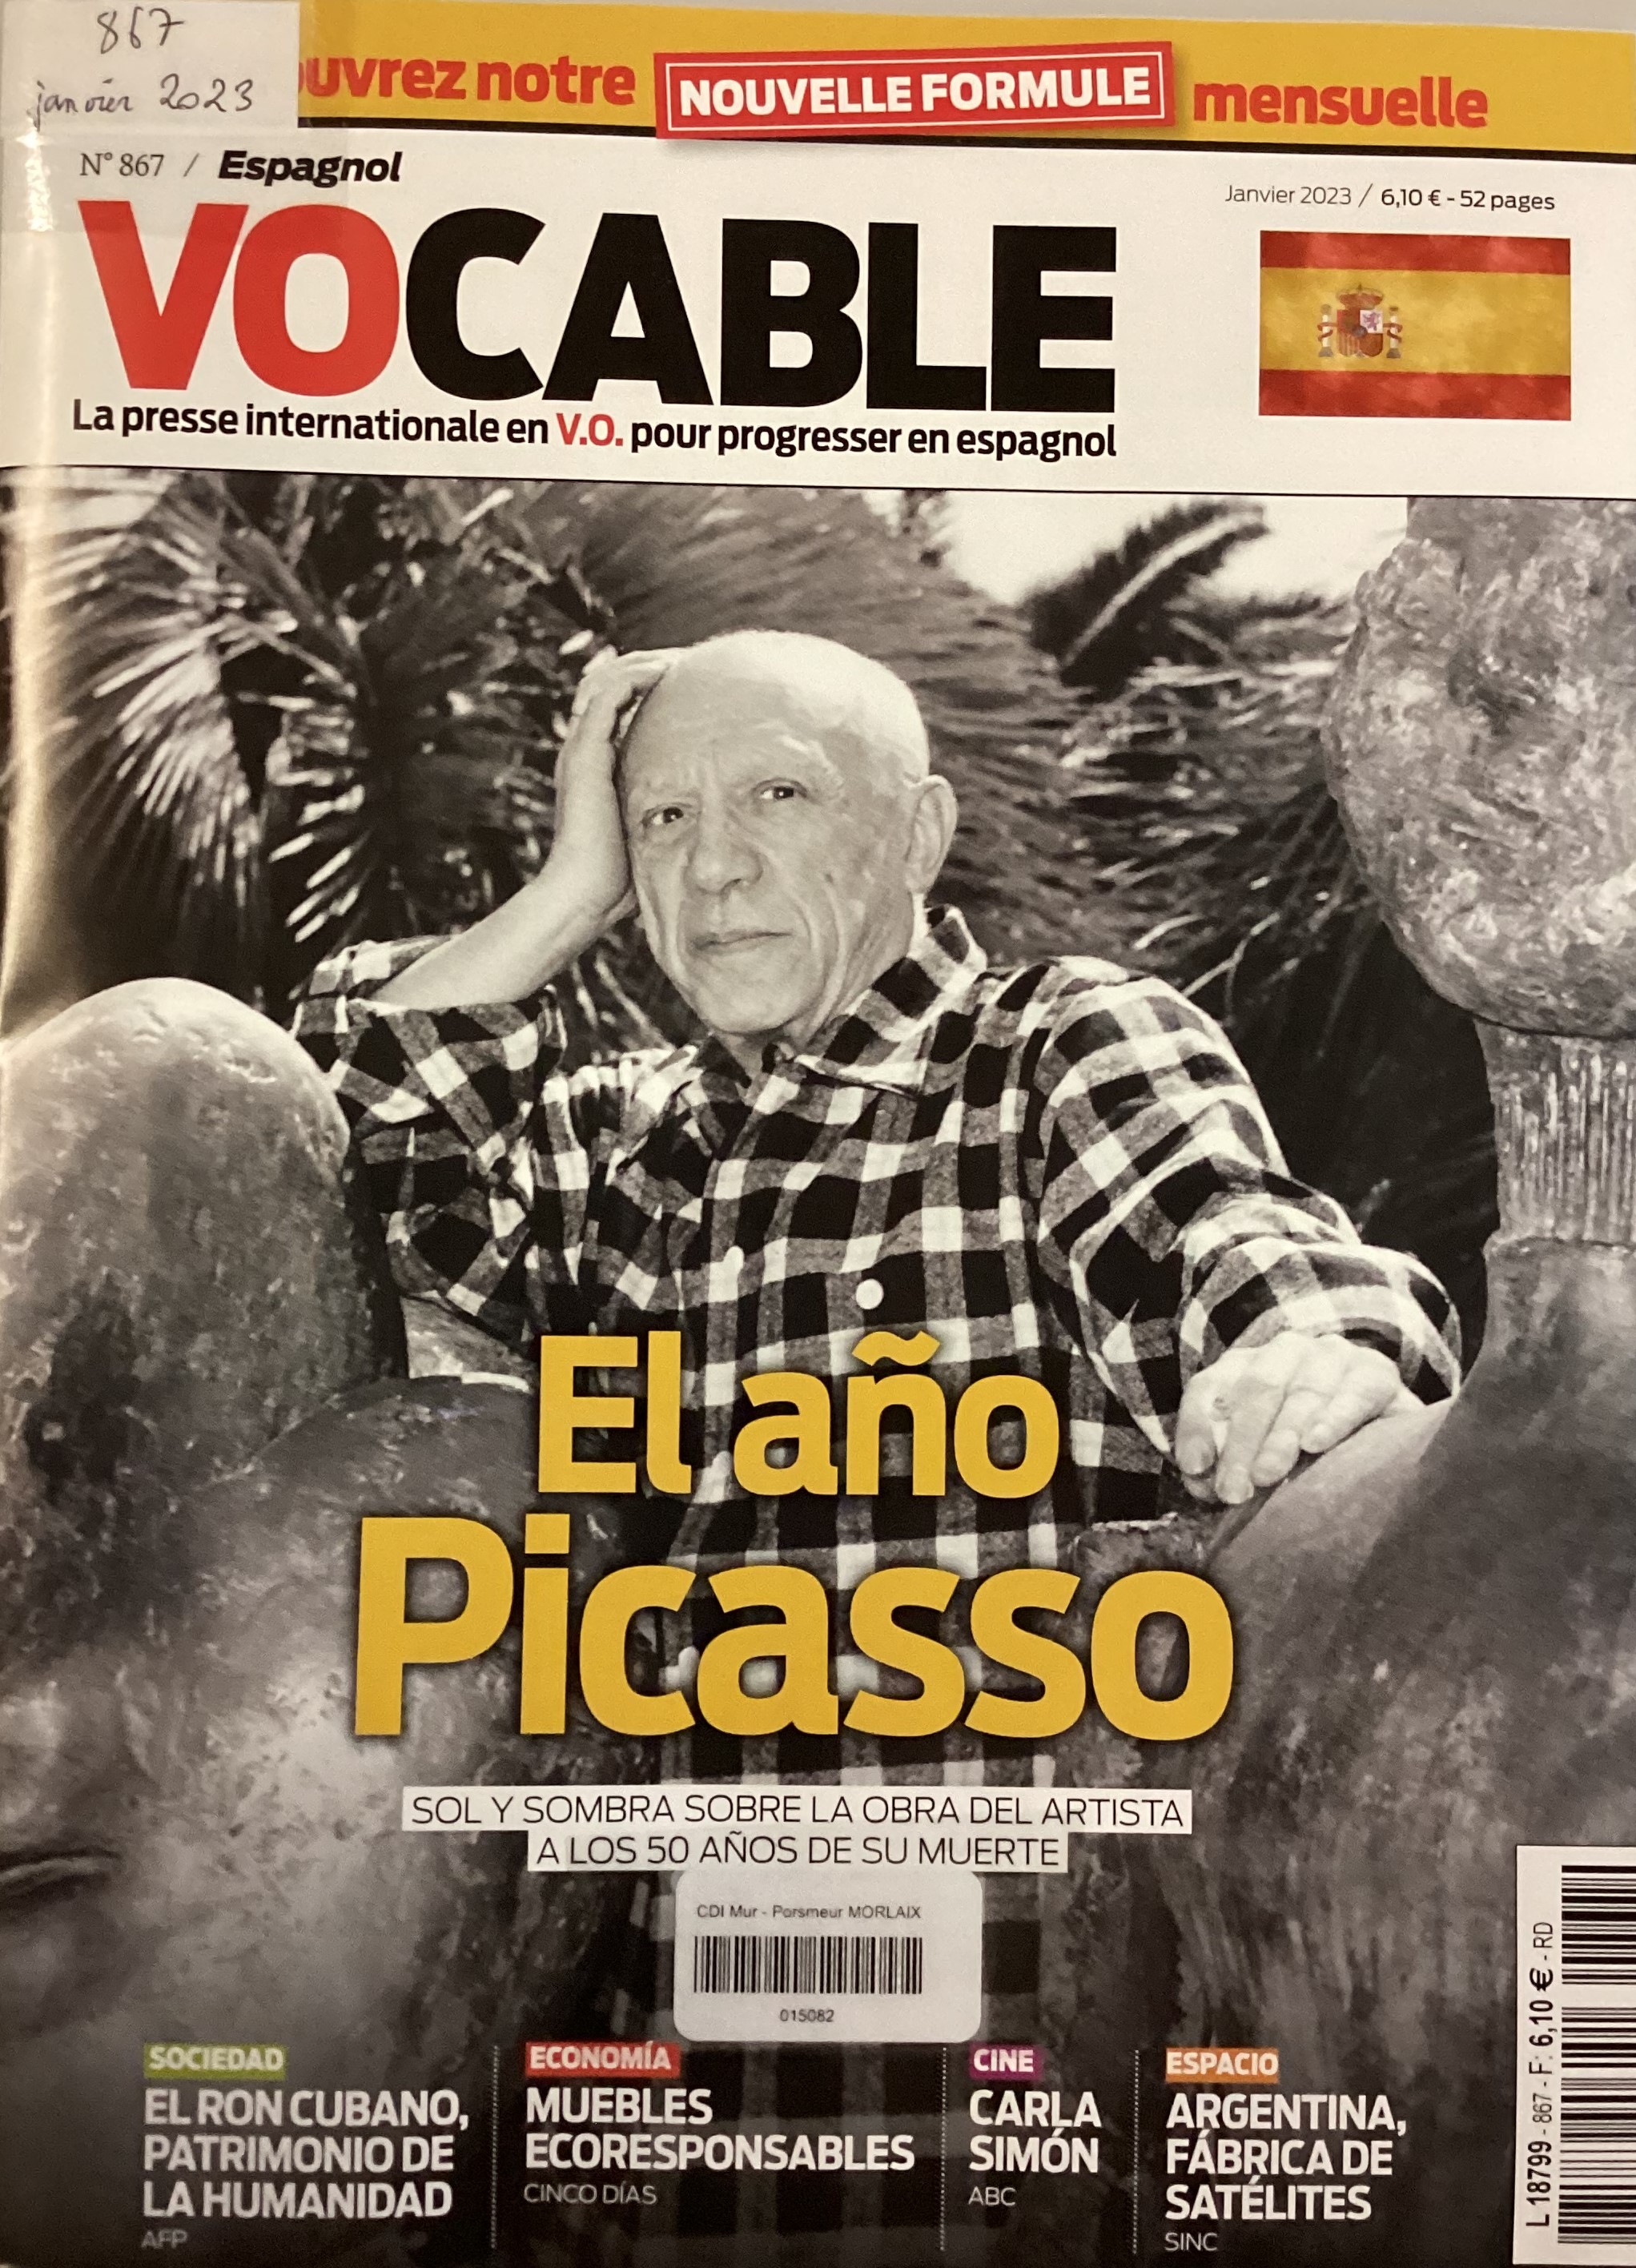 867
janvier 2023
uvrez notre NOUVELLE FORMULE mensuelle
N° 867 / Espagnol
Janvier 2023 / 6,10 € - 52 pages
VOCABLE
La presse internationale en V.O. pour progresser en espagnol
El año
Picasso
SOL Y SOMBRA SOBRE LA OBRA DEL ARTISTA
A LOS 50 AÑOS DE SU MUERTE
CDI Mur - Porsmeur MORLAIX
015082
SOCIEDAD
EL RON CUBANO,
PATRIMONIO DE
LA HUMANIDAD
AFP
ECONOMÍA
MUEBLES
ECORESPONSABLES
CINCO DÍAS
CINE
CARLA
SIMÓN
ABC
ESPACIO
ARGENTINA,
FÁBRICA DE
SATÉLITES
SINC
L 18799 - 867 - F: 6,10 € - RD